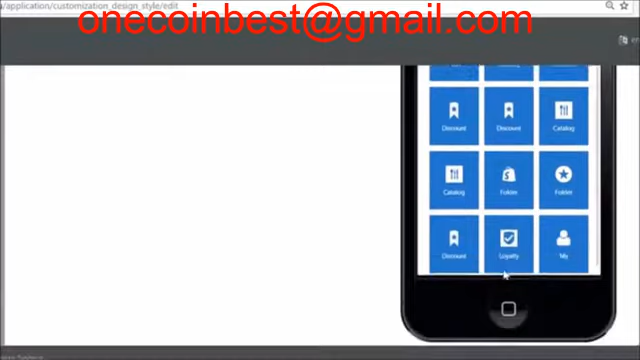 /application/customization_design_style/edit
onecoinbest@gmail.com
Discount Discount Catalog
Catalog Folder Folder
Discount Loyalty My